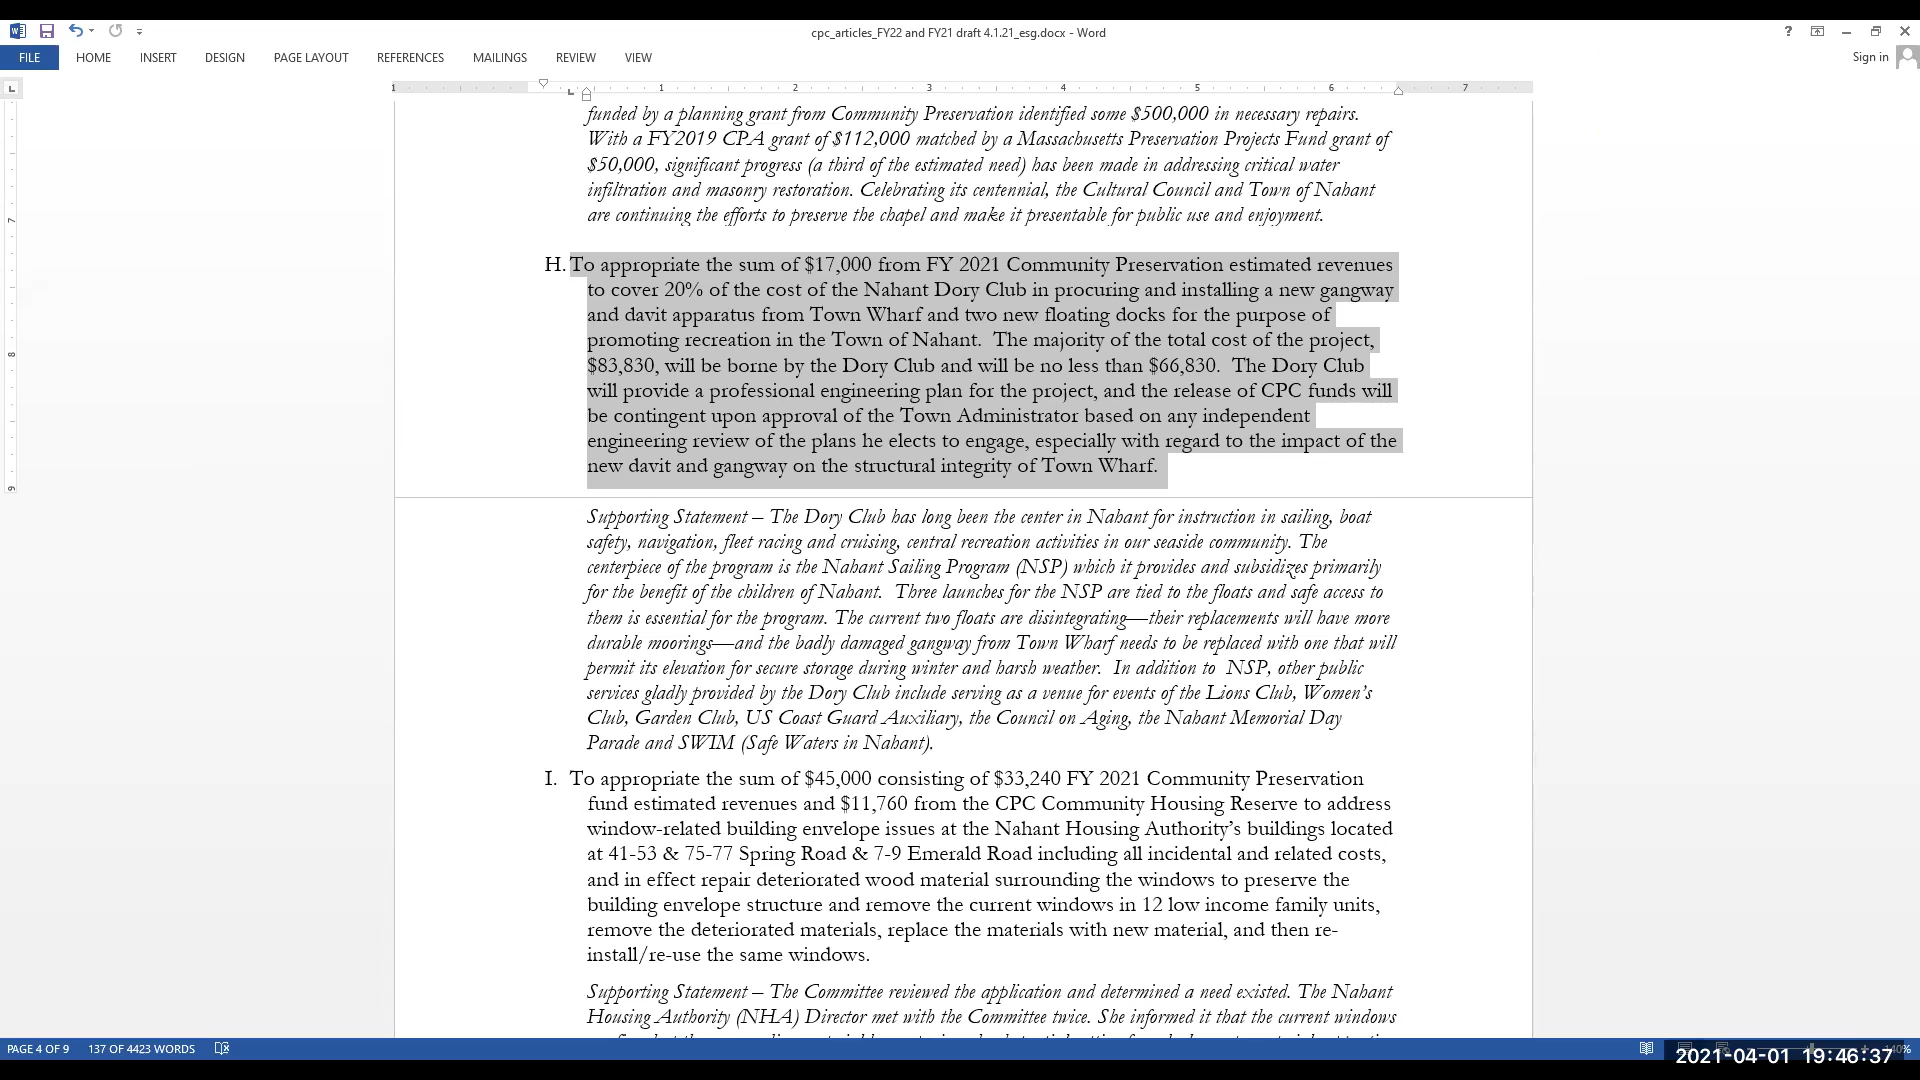 cpc_articles_FY22 and FY21 draft 4.1.21_esg.docx - Word
?
FILE HOME INSERT DESIGN PAGE LAYOUT REFERENCES MAILINGS REVIEW VIEW
Sign in
1 1 2 3 4 5 6 7
funded by a planning grant from Community Preservation identified some $500,000 in necessary repairs.
With a FY2019 CPA grant of $112,000 matched by a Massachusetts Preservation Projects Fund grant of
$50,000, significant progress (a third of the estimated need) has been made in addressing critical water
infiltration and masonry restoration. Celebrating its centennial, the Cultural Council and Town of Nahant
are continuing the efforts to preserve the chapel and make it presentable for public use and enjoyment.
H. To appropriate the sum of $17,000 from FY 2021 Community Preservation estimated revenues
to cover 20% of the cost of the Nahant Dory Club in procuring and installing a new gangway
and davit apparatus from Town Wharf and two new floating docks for the purpose of
promoting recreation in the Town of Nahant. The majority of the total cost of the project,
$83,830, will be borne by the Dory Club and will be no less than $66,830. The Dory Club
will provide a professional engineering plan for the project, and the release of CPC funds will
be contingent upon approval of the Town Administrator based on any independent
engineering review of the plans he elects to engage, especially with regard to the impact of the
new davit and gangway on the structural integrity of Town Wharf.
Supporting Statement – The Dory Club has long been the center in Nahant for instruction in sailing, boat
safety, navigation, fleet racing and cruising, central recreation activities in our seaside community. The
centerpiece of the program is the Nahant Sailing Program (NSP) which it provides and subsidizes primarily
for the benefit of the children of Nahant. Three launches for the NSP are tied to the floats and safe access to
them is essential for the program. The current two floats are disintegrating—their replacements will have more
durable moorings—and the badly damaged gangway from Town Wharf needs to be replaced with one that will
permit its elevation for secure storage during winter and harsh weather. In addition to NSP, other public
services gladly provided by the Dory Club include serving as a venue for events of the Lions Club, Women's
Club, Garden Club, US Coast Guard Auxiliary, the Council on Aging, the Nahant Memorial Day
Parade and SWIM (Safe Waters in Nahant).
I. To appropriate the sum of $45,000 consisting of $33,240 FY 2021 Community Preservation
fund estimated revenues and $11,760 from the CPC Community Housing Reserve to address
window-related building envelope issues at the Nahant Housing Authority's buildings located
at 41-53 & 75-77 Spring Road & 7-9 Emerald Road including all incidental and related costs,
and in effect repair deteriorated wood material surrounding the windows to preserve the
building envelope structure and remove the current windows in 12 low income family units,
remove the deteriorated materials, replace the materials with new material, and then re-
install/re-use the same windows.
Supporting Statement – The Committee reviewed the application and determined a need existed. The Nahant
Housing Authority (NHA) Director met with the Committee twice. She informed it that the current windows
7
8
9
PAGE 4 OF 9 137 OF 4423 WORDS
2021-04-01 19:46:37